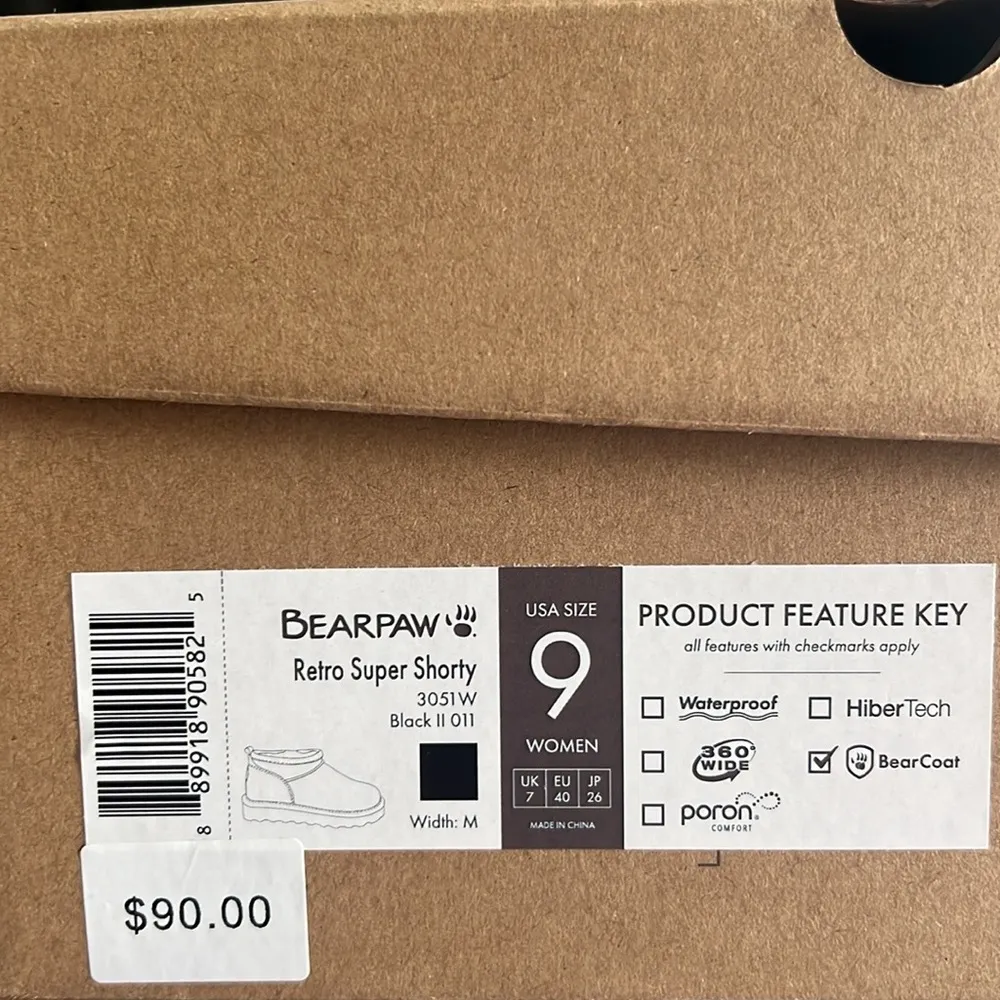 8 89918 90582 5
BEARPAW
Retro Super Shorty
3051W
Black II 011
Width: M
USA SIZE
9
WOMEN
UK EU JP
7 40 26
MADE IN CHINA
PRODUCT FEATURE KEY
all features with checkmarks apply
Waterproof
HiberTech
360° WIDE
BearCoat
poron®
COMFORT
$90.00